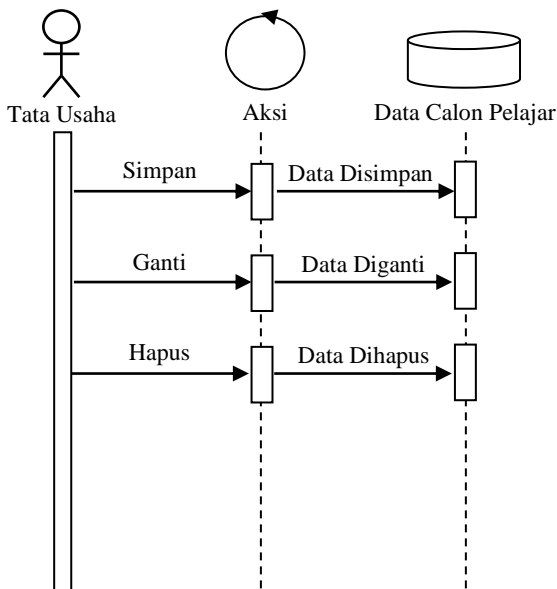 Tata Usaha
Aksi
Data Calon Pelajar
Simpan
Data Disimpan
Ganti
Data Diganti
Hapus
Data Dihapus